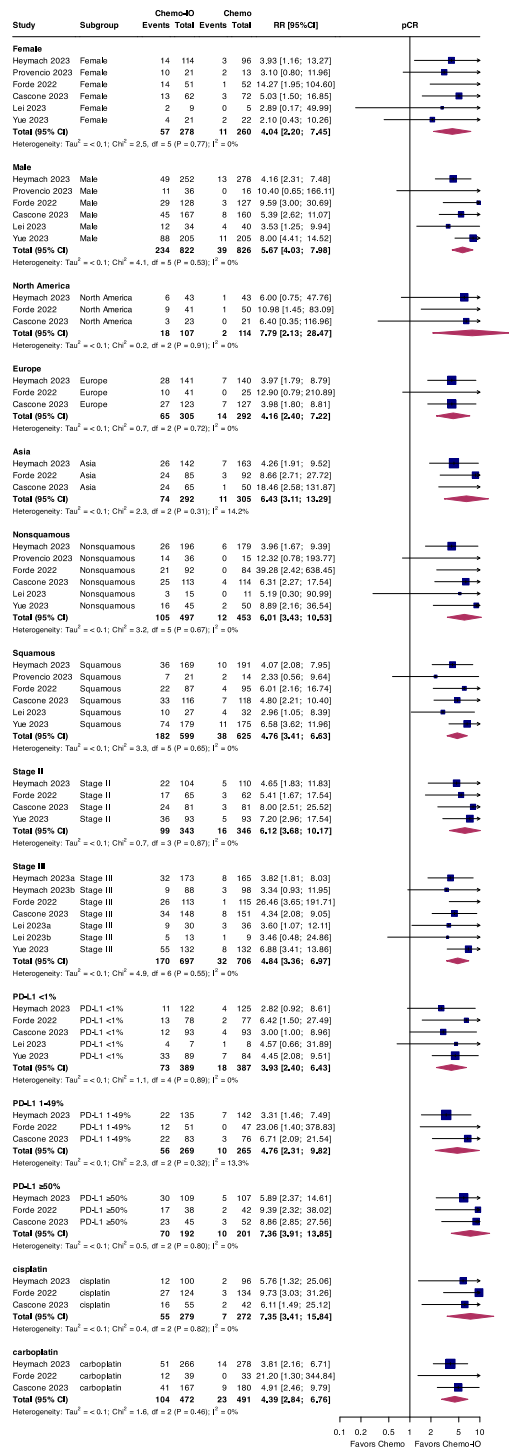 Chemo-IO Chemo
Study Subgroup Events Total Events Total RR [95%CI] pCR
Female
Heymach 2023 Female 14 114 3 96 3.93 [1.16; 13.27]
Provencio 2023 Female 10 21 2 13 3.10 [0.80; 11.96]
Forde 2022 Female 14 51 1 52 14.27 [1.95; 104.60]
Cascone 2023 Female 13 62 3 72 5.03 [1.50; 16.85]
Lei 2023 Female 2 9 0 5 2.89 [0.17; 49.99]
Yue 2023 Female 4 21 2 22 2.10 [0.43; 10.26]
Total (95% CI) 57 278 11 260 4.04 [2.20; 7.45]
Heterogeneity: Tau² = < 0.1; Chi² = 2.5, df = 5 (P = 0.77); I² = 0%
Male
Heymach 2023 Male 49 252 13 278 4.16 [2.31; 7.48]
Provencio 2023 Male 11 36 0 16 10.40 [0.65; 166.11]
Forde 2022 Male 29 128 3 127 9.59 [3.00; 30.69]
Cascone 2023 Male 45 167 8 160 5.39 [2.62; 11.07]
Lei 2023 Male 12 34 4 40 3.53 [1.25; 9.94]
Yue 2023 Male 88 205 11 205 8.00 [4.41; 14.52]
Total (95% CI) 234 822 39 826 5.67 [4.03; 7.98]
Heterogeneity: Tau² = < 0.1; Chi² = 4.1, df = 5 (P = 0.53); I² = 0%
North America
Heymach 2023 North America 6 43 1 43 6.00 [0.75; 47.76]
Forde 2022 North America 9 41 1 50 10.98 [1.45; 83.09]
Cascone 2023 North America 3 23 0 21 6.40 [0.35; 116.96]
Total (95% CI) 18 107 2 114 7.79 [2.13; 28.47]
Heterogeneity: Tau² = < 0.1; Chi² = 0.2, df = 2 (P = 0.91); I² = 0%
Europe
Heymach 2023 Europe 28 141 7 140 3.97 [1.79; 8.79]
Forde 2022 Europe 10 41 0 25 12.90 [0.79; 210.89]
Cascone 2023 Europe 27 123 7 127 3.98 [1.80; 8.81]
Total (95% CI) 65 305 14 292 4.16 [2.40; 7.22]
Heterogeneity: Tau² = < 0.1; Chi² = 0.7, df = 2 (P = 0.72); I² = 0%
Asia
Heymach 2023 Asia 26 142 7 163 4.26 [1.91; 9.52]
Forde 2022 Asia 24 85 3 92 8.66 [2.71; 27.72]
Cascone 2023 Asia 24 65 1 50 18.46 [2.58; 131.87]
Total (95% CI) 74 292 11 305 6.43 [3.11; 13.29]
Heterogeneity: Tau² = < 0.1; Chi² = 2.3, df = 2 (P = 0.31); I² = 14.2%
Nonsquamous
Heymach 2023 Nonsquamous 26 196 6 179 3.96 [1.67; 9.39]
Provencio 2023 Nonsquamous 14 36 0 15 12.32 [0.78; 193.77]
Forde 2022 Nonsquamous 21 92 0 84 39.28 [2.42; 638.45]
Cascone 2023 Nonsquamous 25 113 4 114 6.31 [2.27; 17.54]
Lei 2023 Nonsquamous 3 15 0 11 5.19 [0.30; 90.99]
Yue 2023 Nonsquamous 16 45 2 50 8.89 [2.16; 36.54]
Total (95% CI) 105 497 12 453 6.01 [3.43; 10.53]
Heterogeneity: Tau² = < 0.1; Chi² = 3.2, df = 5 (P = 0.67); I² = 0%
Squamous
Heymach 2023 Squamous 36 169 10 191 4.07 [2.08; 7.95]
Provencio 2023 Squamous 7 21 2 14 2.33 [0.56; 9.64]
Forde 2022 Squamous 22 87 4 95 6.01 [2.16; 16.74]
Cascone 2023 Squamous 33 116 7 118 4.80 [2.21; 10.40]
Lei 2023 Squamous 10 27 4 32 2.96 [1.05; 8.39]
Yue 2023 Squamous 74 179 11 175 6.58 [3.62; 11.96]
Total (95% CI) 182 599 38 625 4.76 [3.41; 6.63]
Heterogeneity: Tau² = < 0.1; Chi² = 3.3, df = 5 (P = 0.65); I² = 0%
Stage II
Heymach 2023 Stage II 22 104 5 110 4.65 [1.83; 11.83]
Forde 2022 Stage II 17 65 3 62 5.41 [1.67; 17.54]
Cascone 2023 Stage II 24 81 3 81 8.00 [2.51; 25.52]
Yue 2023 Stage II 36 93 5 93 7.20 [2.96; 17.54]
Total (95% CI) 99 343 16 346 6.12 [3.68; 10.17]
Heterogeneity: Tau² = < 0.1; Chi² = 0.7, df = 3 (P = 0.87); I² = 0%
Stage III
Heymach 2023a Stage III 32 173 8 165 3.82 [1.81; 8.03]
Heymach 2023b Stage III 9 88 3 98 3.34 [0.93; 11.95]
Forde 2022 Stage III 26 113 1 115 26.46 [3.65; 191.71]
Cascone 2023 Stage III 34 148 8 151 4.34 [2.08; 9.05]
Lei 2023a Stage III 9 30 3 36 3.60 [1.07; 12.11]
Lei 2023b Stage III 5 13 1 9 3.46 [0.48; 24.86]
Yue 2023 Stage III 55 132 8 132 6.88 [3.41; 13.86]
Total (95% CI) 170 697 32 706 4.84 [3.36; 6.97]
Heterogeneity: Tau² = < 0.1; Chi² = 4.9, df = 6 (P = 0.55); I² = 0%
PD-L1 <1%
Heymach 2023 PD-L1 <1% 11 122 4 125 2.82 [0.92; 8.61]
Forde 2022 PD-L1 <1% 13 78 2 77 6.42 [1.50; 27.49]
Cascone 2023 PD-L1 <1% 12 93 4 93 3.00 [1.00; 8.96]
Lei 2023 PD-L1 <1% 4 7 1 8 4.57 [0.66; 31.89]
Yue 2023 PD-L1 <1% 33 89 7 84 4.45 [2.08; 9.51]
Total (95% CI) 73 389 18 387 3.93 [2.40; 6.43]
Heterogeneity: Tau² = < 0.1; Chi² = 1.1, df = 4 (P = 0.89); I² = 0%
PD-L1 1-49%
Heymach 2023 PD-L1 1-49% 22 135 7 142 3.31 [1.46; 7.49]
Forde 2022 PD-L1 1-49% 12 51 0 47 23.06 [1.40; 378.83]
Cascone 2023 PD-L1 1-49% 22 83 3 76 6.71 [2.09; 21.54]
Total (95% CI) 56 269 10 265 4.76 [2.31; 9.82]
Heterogeneity: Tau² = < 0.1; Chi² = 2.3, df = 2 (P = 0.32); I² = 13.3%
PD-L1 ≥50%
Heymach 2023 PD-L1 ≥50% 30 109 5 107 5.89 [2.37; 14.61]
Forde 2022 PD-L1 ≥50% 17 38 2 42 9.39 [2.32; 38.02]
Cascone 2023 PD-L1 ≥50% 23 45 3 52 8.86 [2.85; 27.56]
Total (95% CI) 70 192 10 201 7.36 [3.91; 13.85]
Heterogeneity: Tau² = < 0.1; Chi² = 0.5, df = 2 (P = 0.80); I² = 0%
cisplatin
Heymach 2023 cisplatin 12 100 2 96 5.76 [1.32; 25.06]
Forde 2022 cisplatin 27 124 3 134 9.73 [3.03; 31.26]
Cascone 2023 cisplatin 16 55 2 42 6.11 [1.49; 25.12]
Total (95% CI) 55 279 7 272 7.35 [3.41; 15.84]
Heterogeneity: Tau² = < 0.1; Chi² = 0.4, df = 2 (P = 0.82); I² = 0%
carboplatin
Heymach 2023 carboplatin 51 266 14 278 3.81 [2.16; 6.71]
Forde 2022 carboplatin 12 39 0 33 21.20 [1.30; 344.84]
Cascone 2023 carboplatin 41 167 9 180 4.91 [2.46; 9.79]
Total (95% CI) 104 472 23 491 4.39 [2.84; 6.76]
Heterogeneity: Tau² = < 0.1; Chi² = 1.6, df = 2 (P = 0.46); I² = 0%
0.1 0.2 0.5 1 2 5 10
Favors Chemo Favors Chemo-IO